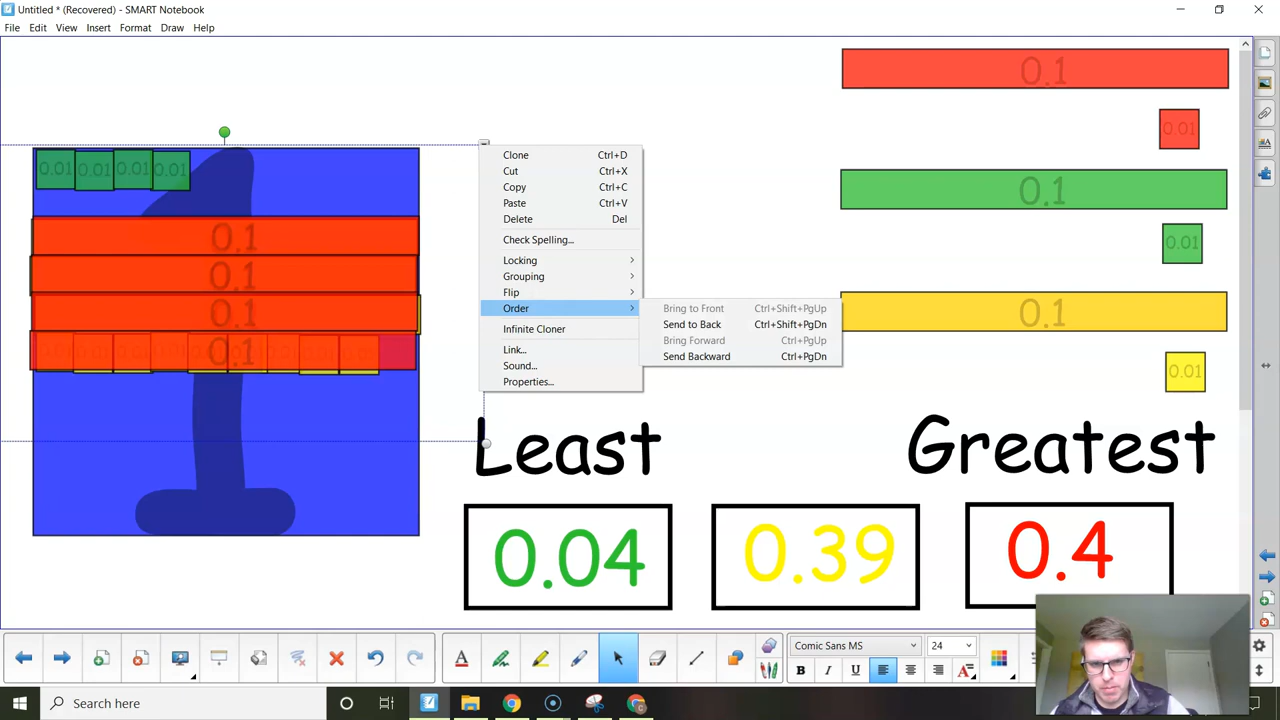 Untitled * (Recovered) - SMART Notebook
File Edit View Insert Format Draw Help
0.1
0.01
0.1
0.01
0.1
0.01
0.01 0.01 0.01 0.01
0.1
0.1
0.1
0.1
Clone Ctrl+D
Cut Ctrl+X
Copy Ctrl+C
Paste Ctrl+V
Delete Del
Check Spelling...
Locking
Grouping
Flip
Order
Infinite Cloner
Link...
Sound...
Properties...
Bring to Front Ctrl+Shift+PgUp
Send to Back Ctrl+Shift+PgDn
Bring Forward Ctrl+PgUp
Send Backward Ctrl+PgDn
1
Least Greatest
0.04 0.39 0.4
Comic Sans MS 24
B I U
Search here